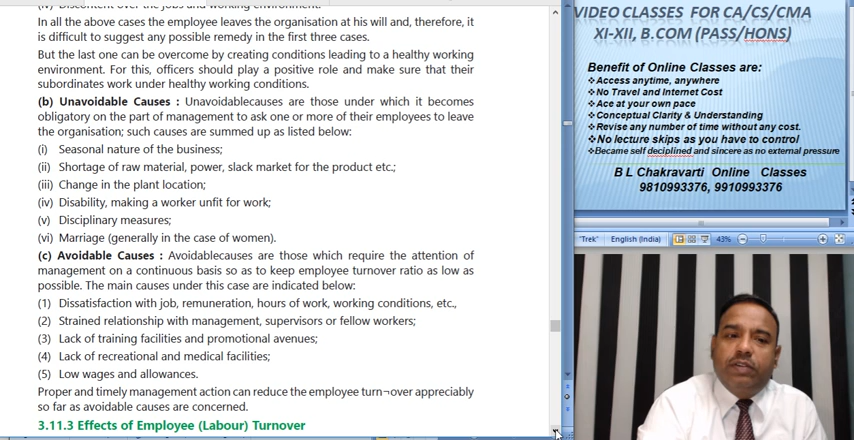 (iv) Discontent over the jobs and working environment.
In all the above cases the employee leaves the organisation at his will and, therefore, it
is difficult to suggest any possible remedy in the first three cases.
But the last one can be overcome by creating conditions leading to a healthy working
environment. For this, officers should play a positive role and make sure that their
subordinates work under healthy working conditions.
(b) Unavoidable Causes : Unavoidablecauses are those under which it becomes
obligatory on the part of management to ask one or more of their employees to leave
the organisation; such causes are summed up as listed below:
(i) Seasonal nature of the business;
(ii) Shortage of raw material, power, slack market for the product etc.;
(iii) Change in the plant location;
(iv) Disability, making a worker unfit for work;
(v) Disciplinary measures;
(vi) Marriage (generally in the case of women).
(c) Avoidable Causes : Avoidablecauses are those which require the attention of
management on a continuous basis so as to keep employee turnover ratio as low as
possible. The main causes under this case are indicated below:
(1) Dissatisfaction with job, remuneration, hours of work, working conditions, etc.,
(2) Strained relationship with management, supervisors or fellow workers;
(3) Lack of training facilities and promotional avenues;
(4) Lack of recreational and medical facilities;
(5) Low wages and allowances.
Proper and timely management action can reduce the employee turn¬over appreciably
so far as avoidable causes are concerned.
3.11.3 Effects of Employee (Labour) Turnover
VIDEO CLASSES FOR CA/CS/CMA
XI-XII, B.COM (PASS/HONS)
Benefit of Online Classes are:
❖Access anytime, anywhere
❖No Travel and Internet Cost
❖Ace at your own pace
❖Conceptual Clarity & Understanding
❖Revise any number of time without any cost.
❖No lecture skips as you have to control
❖Became self deciplined and sincere as no external pressure
B L Chakravarti Online Classes
9810993376, 9910993376
"Trek" English (India) 43%